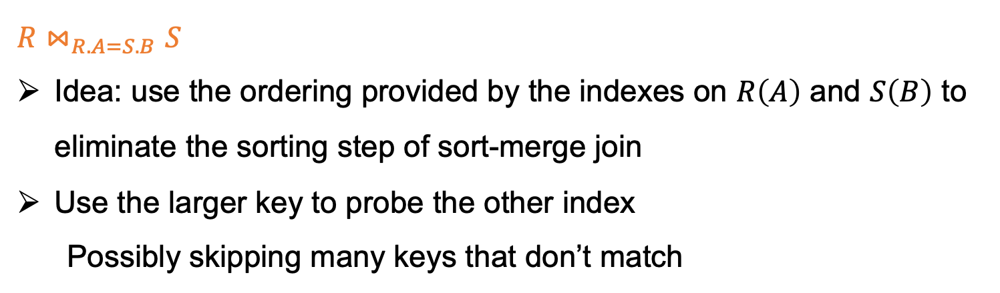 R ⋈R.A=S.B S
➢ Idea: use the ordering provided by the indexes on R(A) and S(B) to
eliminate the sorting step of sort-merge join
➢ Use the larger key to probe the other index
Possibly skipping many keys that don’t match